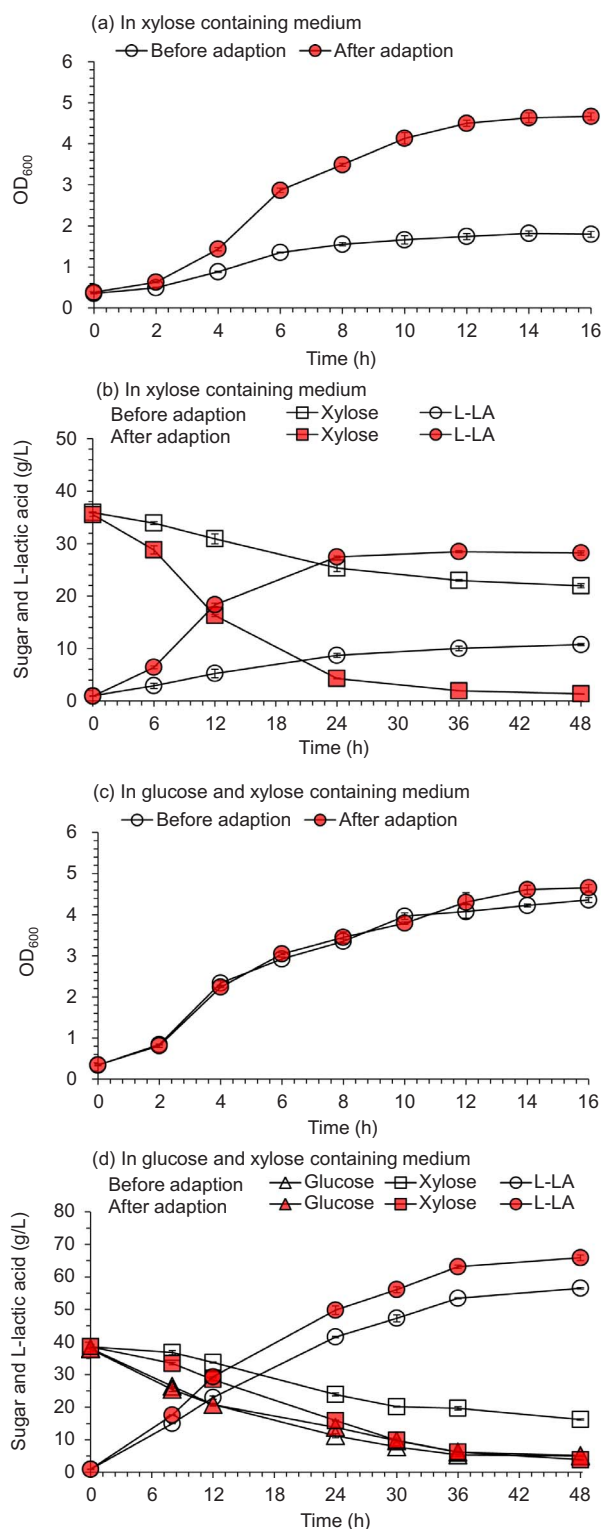 (a) In xylose containing medium
Before adaption After adaption
6
5
4
3
2
1
0
OD600
0 2 4 6 8 10 12 14 16
Time (h)
(b) In xylose containing medium
Before adaption Xylose L-LA
After adaption Xylose L-LA
50
40
30
20
10
0
Sugar and L-lactic acid (g/L)
0 6 12 18 24 30 36 42 48
Time (h)
(c) In glucose and xylose containing medium
Before adaption After adaption
6
5
4
3
2
1
0
OD600
0 2 4 6 8 10 12 14 16
Time (h)
(d) In glucose and xylose containing medium
Before adaption Glucose Xylose L-LA
After adaption Glucose Xylose L-LA
80
70
60
50
40
30
20
10
0
Sugar and L-lactic acid (g/L)
0 6 12 18 24 30 36 42 48
Time (h)